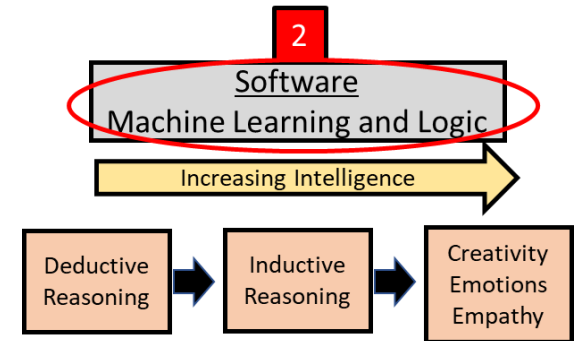 2
Software
Machine Learning and Logic
Increasing Intelligence
Deductive
Reasoning
Inductive
Reasoning
Creativity
Emotions
Empathy